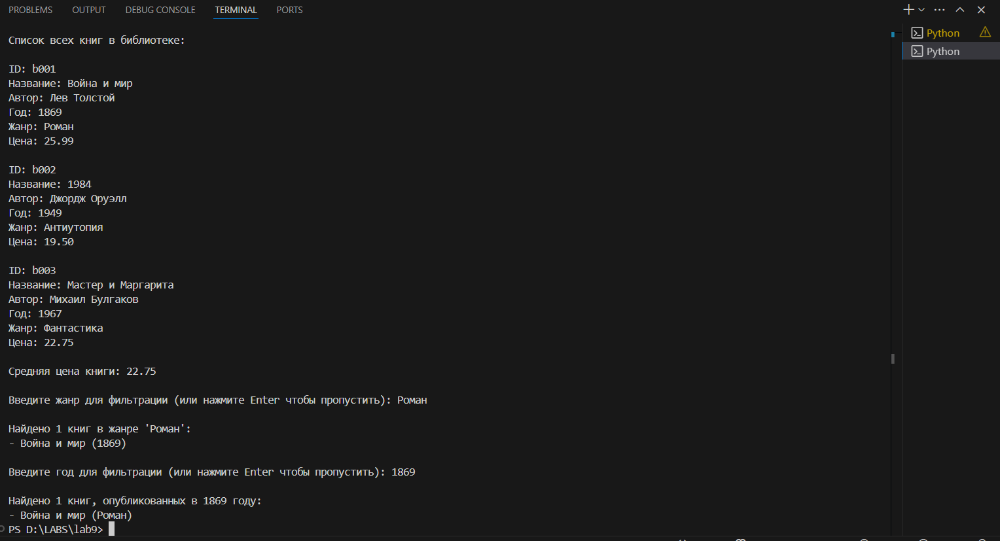 PROBLEMS OUTPUT DEBUG CONSOLE TERMINAL PORTS
Python
Python
Список всех книг в библиотеке:
ID: b001
Название: Война и мир
Автор: Лев Толстой
Год: 1869
Жанр: Роман
Цена: 25.99
ID: b002
Название: 1984
Автор: Джордж Оруэлл
Год: 1949
Жанр: Антиутопия
Цена: 19.50
ID: b003
Название: Мастер и Маргарита
Автор: Михаил Булгаков
Год: 1967
Жанр: Фантастика
Цена: 22.75
Средняя цена книги: 22.75
Введите жанр для фильтрации (или нажмите Enter чтобы пропустить): Роман
Найдено 1 книг в жанре 'Роман':
- Война и мир (1869)
Введите год для фильтрации (или нажмите Enter чтобы пропустить): 1869
Найдено 1 книг, опубликованных в 1869 году:
- Война и мир (Роман)
PS D:\LABS\lab9>